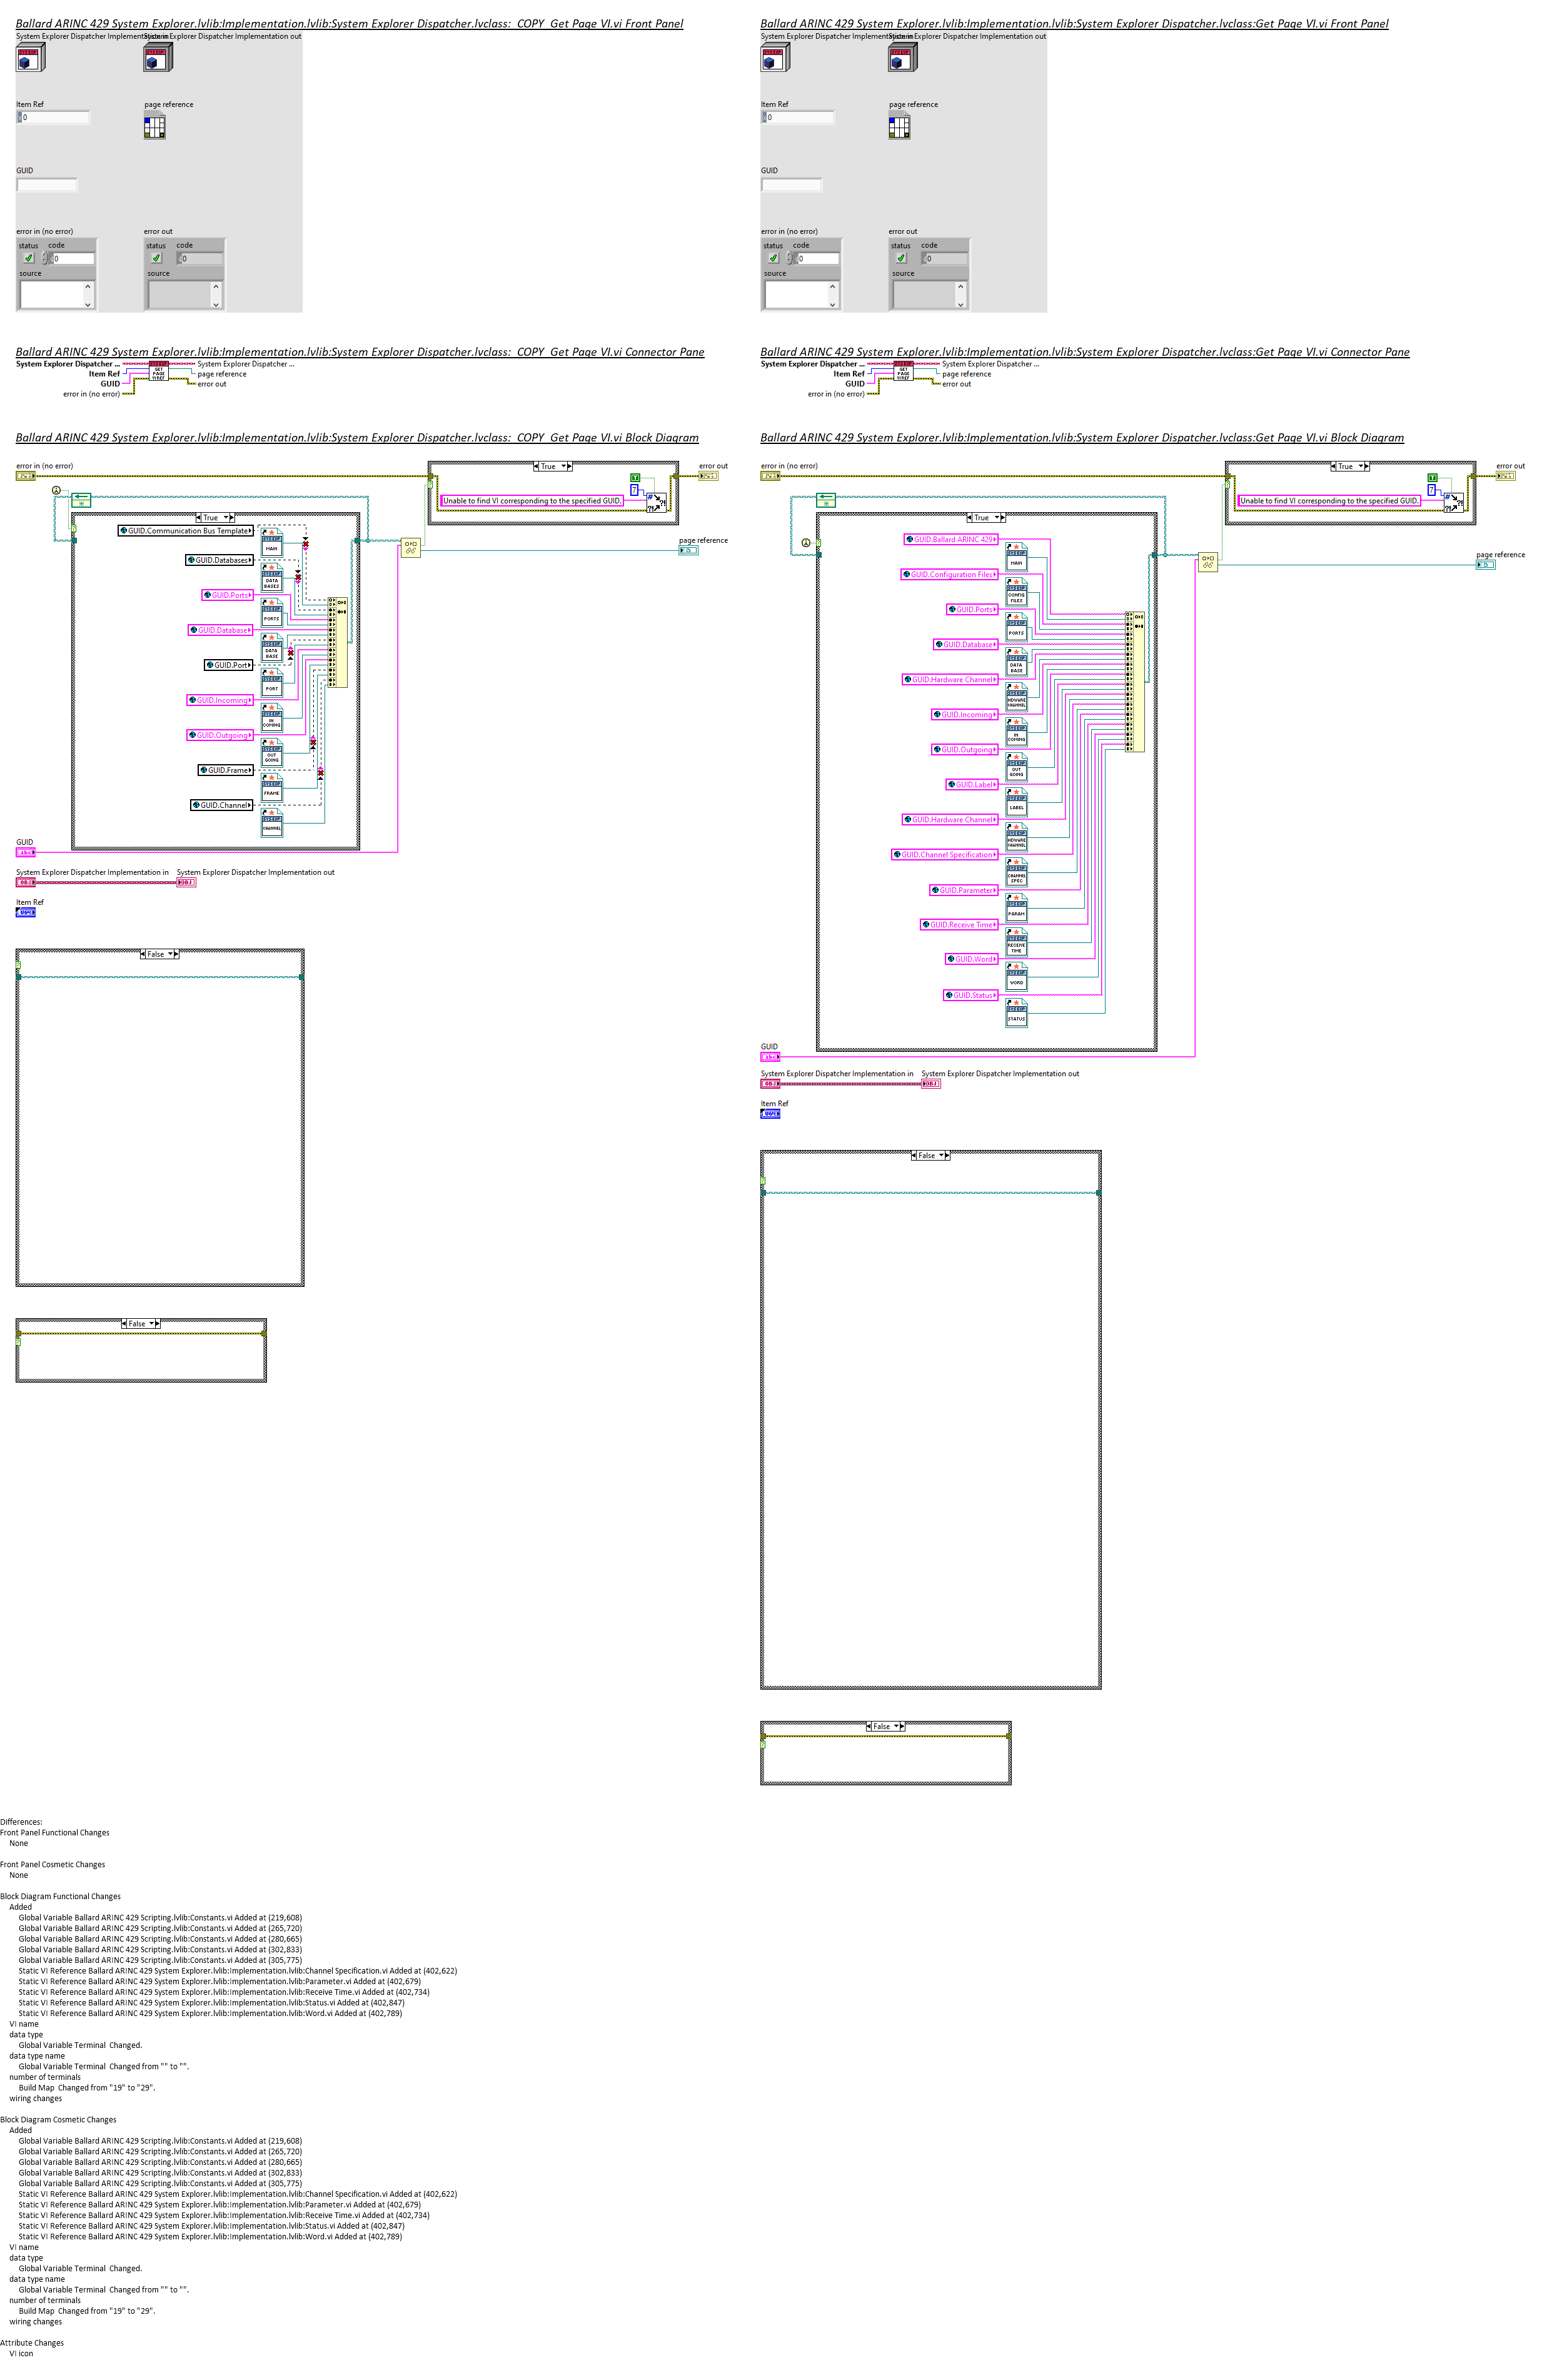 Ballard ARINC 429 System Explorer.lvlib:Implementation.lvlib:System Explorer Dispatcher.lvclass:_COPY_Get Page VI.vi Front Panel
System Explorer Dispatcher Implementation in
System Explorer Dispatcher Implementation out
Item Ref
0
page reference
GUID
error in (no error)
status
code
0
source
error out
status
code
0
source
Ballard ARINC 429 System Explorer.lvlib:Implementation.lvlib:System Explorer Dispatcher.lvclass:_COPY_Get Page VI.vi Connector Pane
System Explorer Dispatcher ...
Item Ref
GUID
error in (no error)
GET
PAGE
VI REF
System Explorer Dispatcher ...
page reference
error out
Ballard ARINC 429 System Explorer.lvlib:Implementation.lvlib:System Explorer Dispatcher.lvclass:_COPY_Get Page VI.vi Block Diagram
error in (no error)
True
Unable to find VI corresponding to the specified GUID.
7
error out
page reference
True
GUID.Communication Bus Template
MAIN
GUID.Databases
DATA
BASES
GUID.Ports
PORTS
GUID.Database
DATA
BASE
GUID.Port
PORT
GUID.Incoming
IN
COMING
GUID.Outgoing
OUT
GOING
GUID.Frame
FRAME
GUID.Channel
CHANNEL
GUID
abc
System Explorer Dispatcher Implementation in
System Explorer Dispatcher Implementation out
OBJ
OBJ
Item Ref
False
False
Ballard ARINC 429 System Explorer.lvlib:Implementation.lvlib:System Explorer Dispatcher.lvclass:Get Page VI.vi Front Panel
System Explorer Dispatcher Implementation in
System Explorer Dispatcher Implementation out
Item Ref
0
page reference
GUID
error in (no error)
status
code
0
source
error out
status
code
0
source
Ballard ARINC 429 System Explorer.lvlib:Implementation.lvlib:System Explorer Dispatcher.lvclass:Get Page VI.vi Connector Pane
System Explorer Dispatcher ...
Item Ref
GUID
error in (no error)
GET
PAGE
VI REF
System Explorer Dispatcher ...
page reference
error out
Ballard ARINC 429 System Explorer.lvlib:Implementation.lvlib:System Explorer Dispatcher.lvclass:Get Page VI.vi Block Diagram
error in (no error)
True
Unable to find VI corresponding to the specified GUID.
7
error out
page reference
True
GUID.Ballard ARINC 429
MAIN
GUID.Configuration Files
CONFIG
FILES
GUID.Ports
PORTS
GUID.Database
DATA
BASE
GUID.Hardware Channel
HDWARE
CHANNEL
GUID.Incoming
IN
COMING
GUID.Outgoing
OUT
GOING
GUID.Label
LABEL
GUID.Hardware Channel
HDWARE
CHANNEL
GUID.Channel Specification
CHANNEL
SPEC
GUID.Parameter
PARAM
GUID.Receive Time
RECEIVE
TIME
GUID.Word
WORD
GUID.Status
STATUS
GUID
abc
System Explorer Dispatcher Implementation in
System Explorer Dispatcher Implementation out
OBJ
OBJ
Item Ref
False
False
Differences:
Front Panel Functional Changes
None
Front Panel Cosmetic Changes
None
Block Diagram Functional Changes
Added
Global Variable Ballard ARINC 429 Scripting.lvlib:Constants.vi Added at (219,608)
Global Variable Ballard ARINC 429 Scripting.lvlib:Constants.vi Added at (265,720)
Global Variable Ballard ARINC 429 Scripting.lvlib:Constants.vi Added at (280,665)
Global Variable Ballard ARINC 429 Scripting.lvlib:Constants.vi Added at (302,833)
Global Variable Ballard ARINC 429 Scripting.lvlib:Constants.vi Added at (305,775)
Static VI Reference Ballard ARINC 429 System Explorer.lvlib:Implementation.lvlib:Channel Specification.vi Added at (402,622)
Static VI Reference Ballard ARINC 429 System Explorer.lvlib:Implementation.lvlib:Parameter.vi Added at (402,679)
Static VI Reference Ballard ARINC 429 System Explorer.lvlib:Implementation.lvlib:Receive Time.vi Added at (402,734)
Static VI Reference Ballard ARINC 429 System Explorer.lvlib:Implementation.lvlib:Status.vi Added at (402,847)
Static VI Reference Ballard ARINC 429 System Explorer.lvlib:Implementation.lvlib:Word.vi Added at (402,789)
VI name
data type
Global Variable Terminal  Changed.
data type name
Global Variable Terminal  Changed from "" to "".
number of terminals
Build Map  Changed from "19" to "29".
wiring changes
Block Diagram Cosmetic Changes
Added
Global Variable Ballard ARINC 429 Scripting.lvlib:Constants.vi Added at (219,608)
Global Variable Ballard ARINC 429 Scripting.lvlib:Constants.vi Added at (265,720)
Global Variable Ballard ARINC 429 Scripting.lvlib:Constants.vi Added at (280,665)
Global Variable Ballard ARINC 429 Scripting.lvlib:Constants.vi Added at (302,833)
Global Variable Ballard ARINC 429 Scripting.lvlib:Constants.vi Added at (305,775)
Static VI Reference Ballard ARINC 429 System Explorer.lvlib:Implementation.lvlib:Channel Specification.vi Added at (402,622)
Static VI Reference Ballard ARINC 429 System Explorer.lvlib:Implementation.lvlib:Parameter.vi Added at (402,679)
Static VI Reference Ballard ARINC 429 System Explorer.lvlib:Implementation.lvlib:Receive Time.vi Added at (402,734)
Static VI Reference Ballard ARINC 429 System Explorer.lvlib:Implementation.lvlib:Status.vi Added at (402,847)
Static VI Reference Ballard ARINC 429 System Explorer.lvlib:Implementation.lvlib:Word.vi Added at (402,789)
VI name
data type
Global Variable Terminal  Changed.
data type name
Global Variable Terminal  Changed from "" to "".
number of terminals
Build Map  Changed from "19" to "29".
wiring changes
Attribute Changes
VI icon